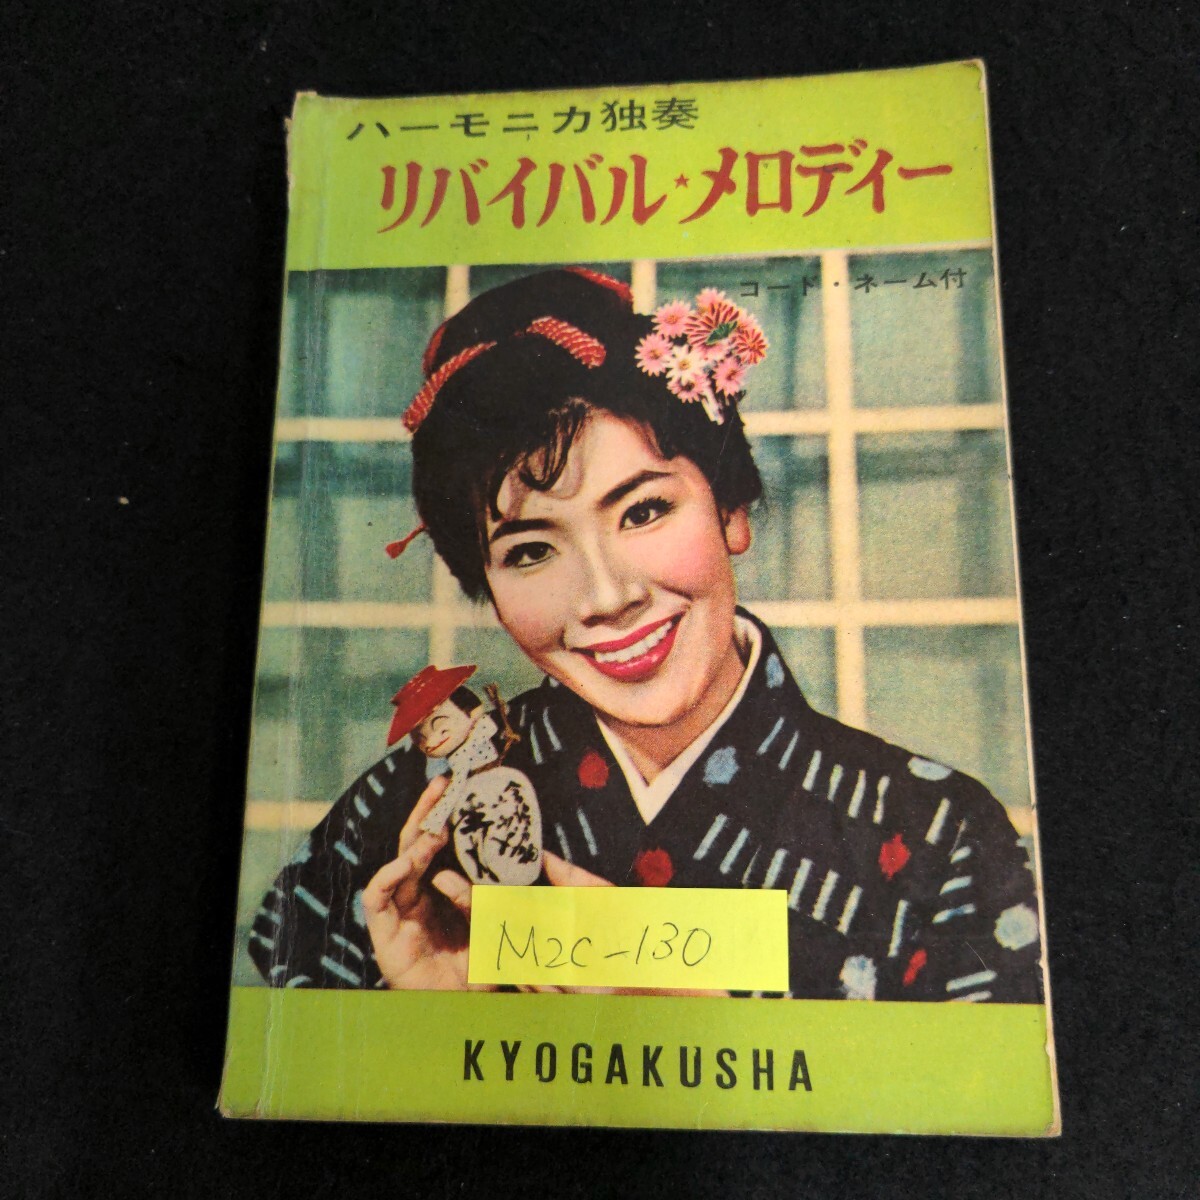 ハーモニカ独奏
リバイバル★メロディー
コード・ネーム付
M2C-130
KYOGAKUSHA